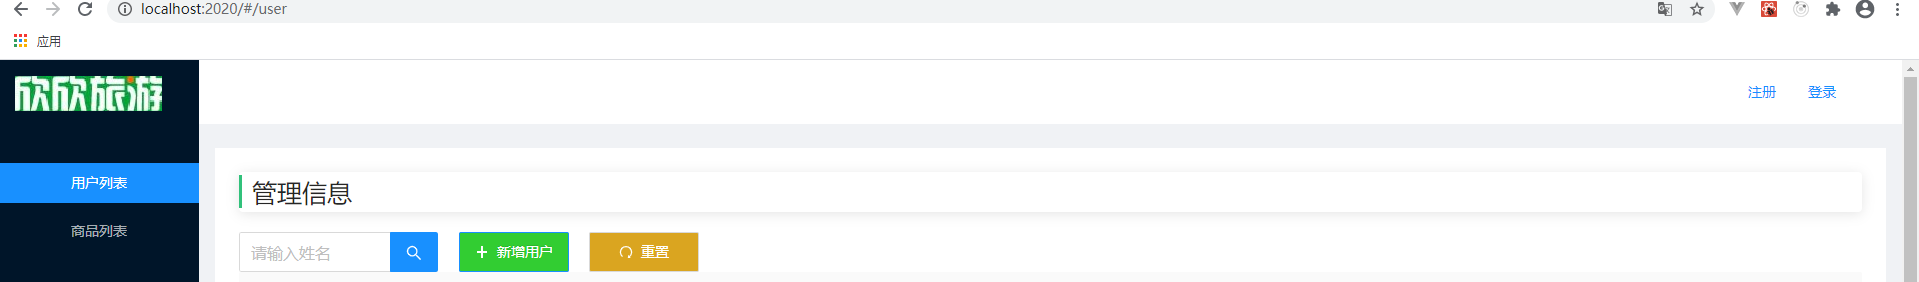 localhost:2020/#/user
应用
欣欣旅游
注册 登录
管理信息
用户列表
商品列表
请输入姓名 新增用户 重置